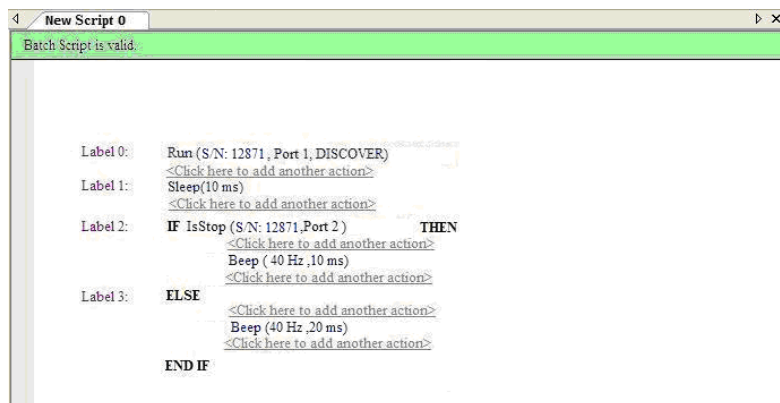 New Script 0
Batch Script is valid.
Label 0: Run (S/N: 12871, Port 1, DISCOVER)
<Click here to add another action>
Label 1: Sleep(10 ms)
<Click here to add another action>
Label 2: IF IsStop (S/N: 12871,Port 2 ) THEN
<Click here to add another action>
Beep ( 40 Hz ,10 ms)
<Click here to add another action>
Label 3: ELSE
<Click here to add another action>
Beep (40 Hz ,20 ms)
<Click here to add another action>
END IF